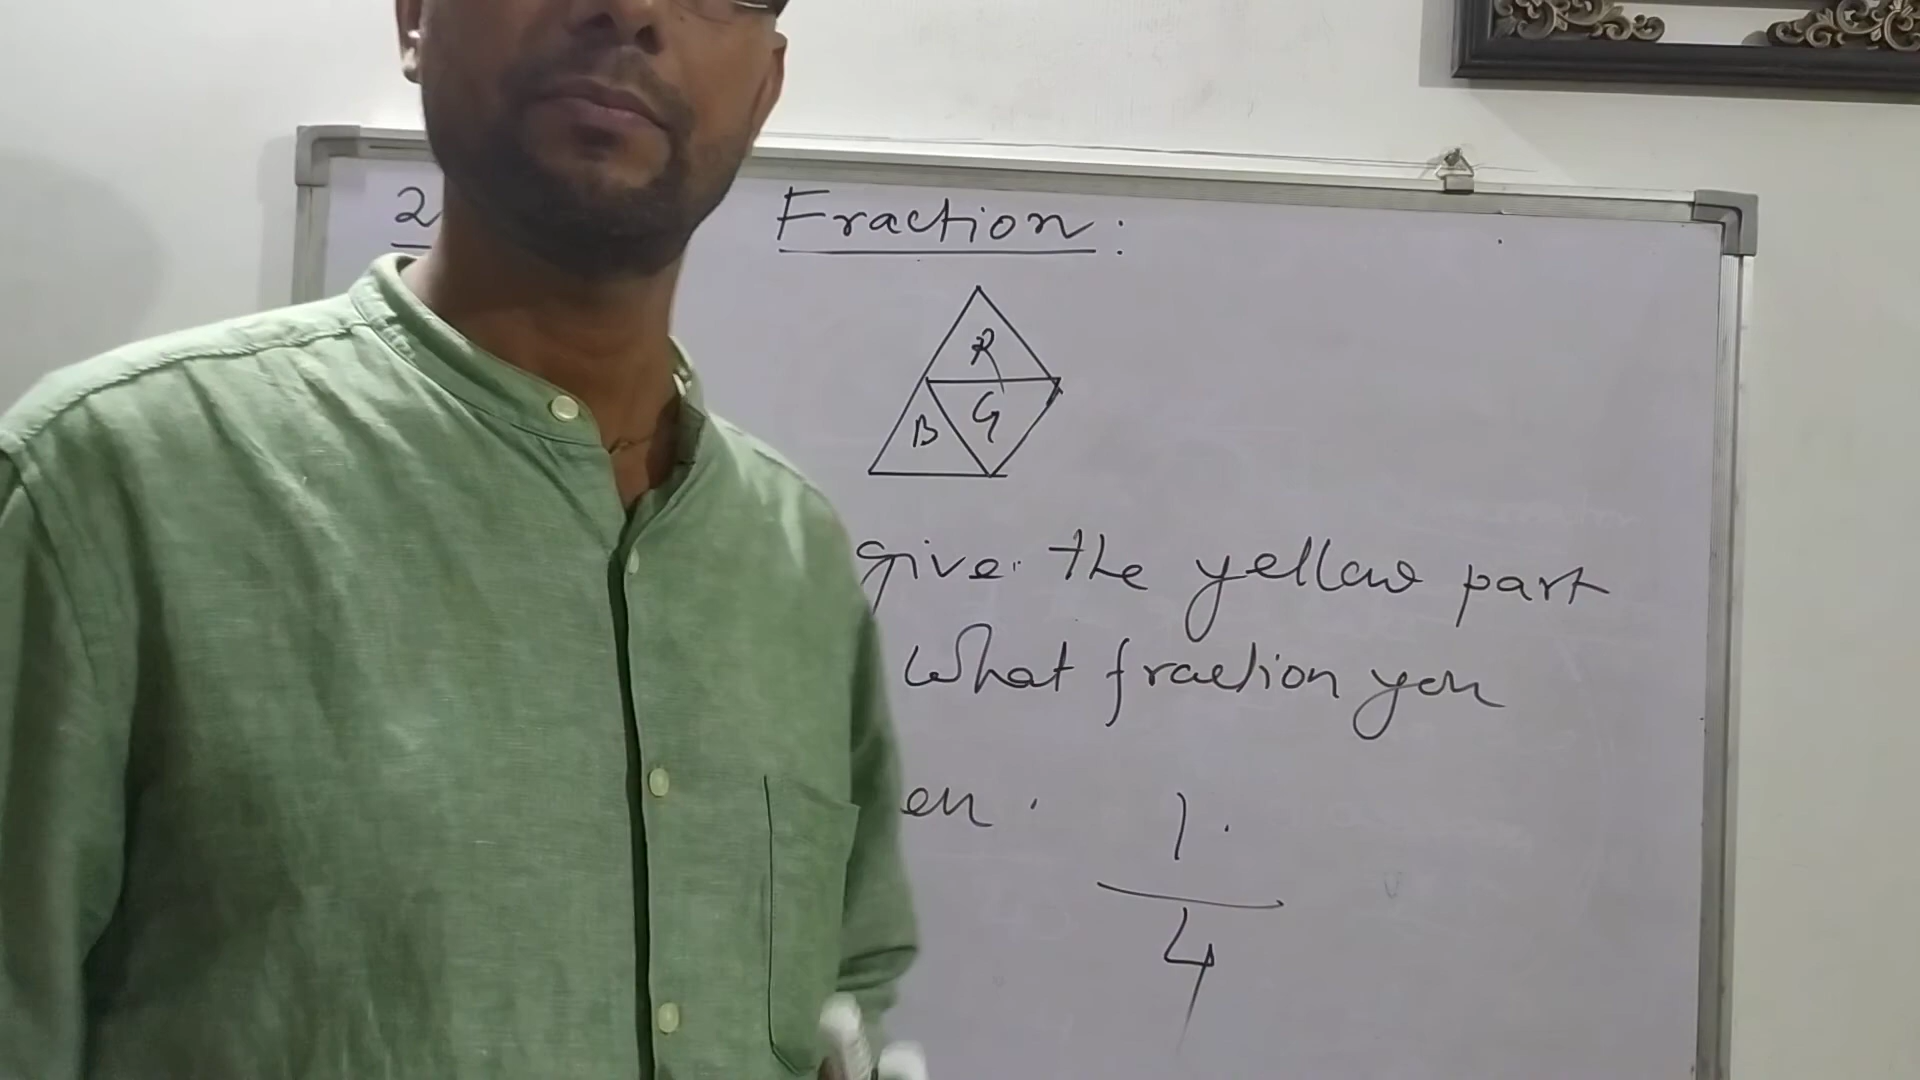 2
Fraction:
R
B G
give the yellow part
What fraction you
en.
1
4